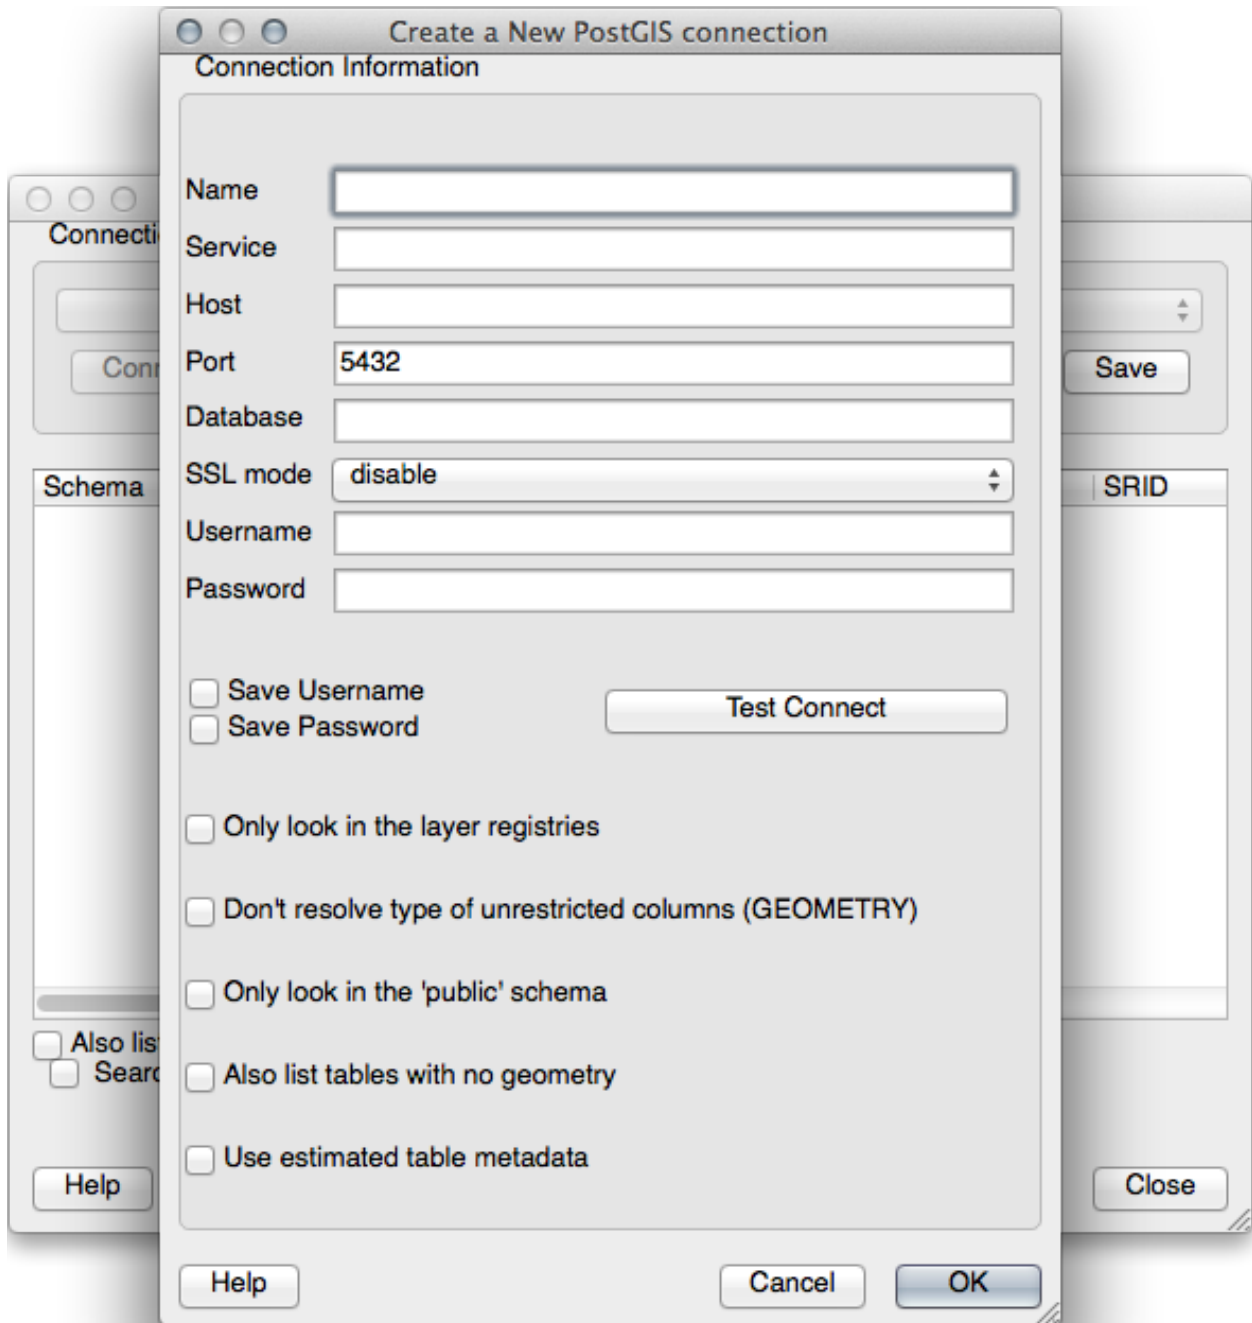 Create a New PostGIS connection
Connection Information
Name
Service
Host
Port 5432
Database
SSL mode disable
Username
Password
Save Username
Save Password
Test Connect
Only look in the layer registries
Don't resolve type of unrestricted columns (GEOMETRY)
Only look in the 'public' schema
Also list tables with no geometry
Use estimated table metadata
Help
Cancel
OK
Save
Schema
SRID
Also
Help
Close